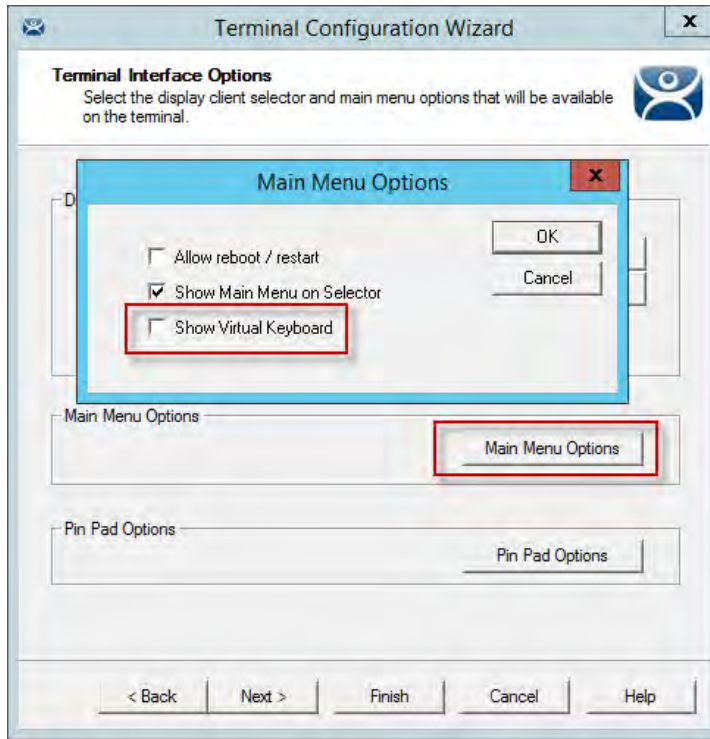 Terminal Configuration Wizard
x
Terminal Interface Options
Select the display client selector and main menu options that will be available
on the terminal.
Main Menu Options
x
D
Allow reboot / restart
Show Main Menu on Selector
Show Virtual Keyboard
OK
Cancel
Main Menu Options
Main Menu Options
Pin Pad Options
Pin Pad Options
< Back
Next >
Finish
Cancel
Help